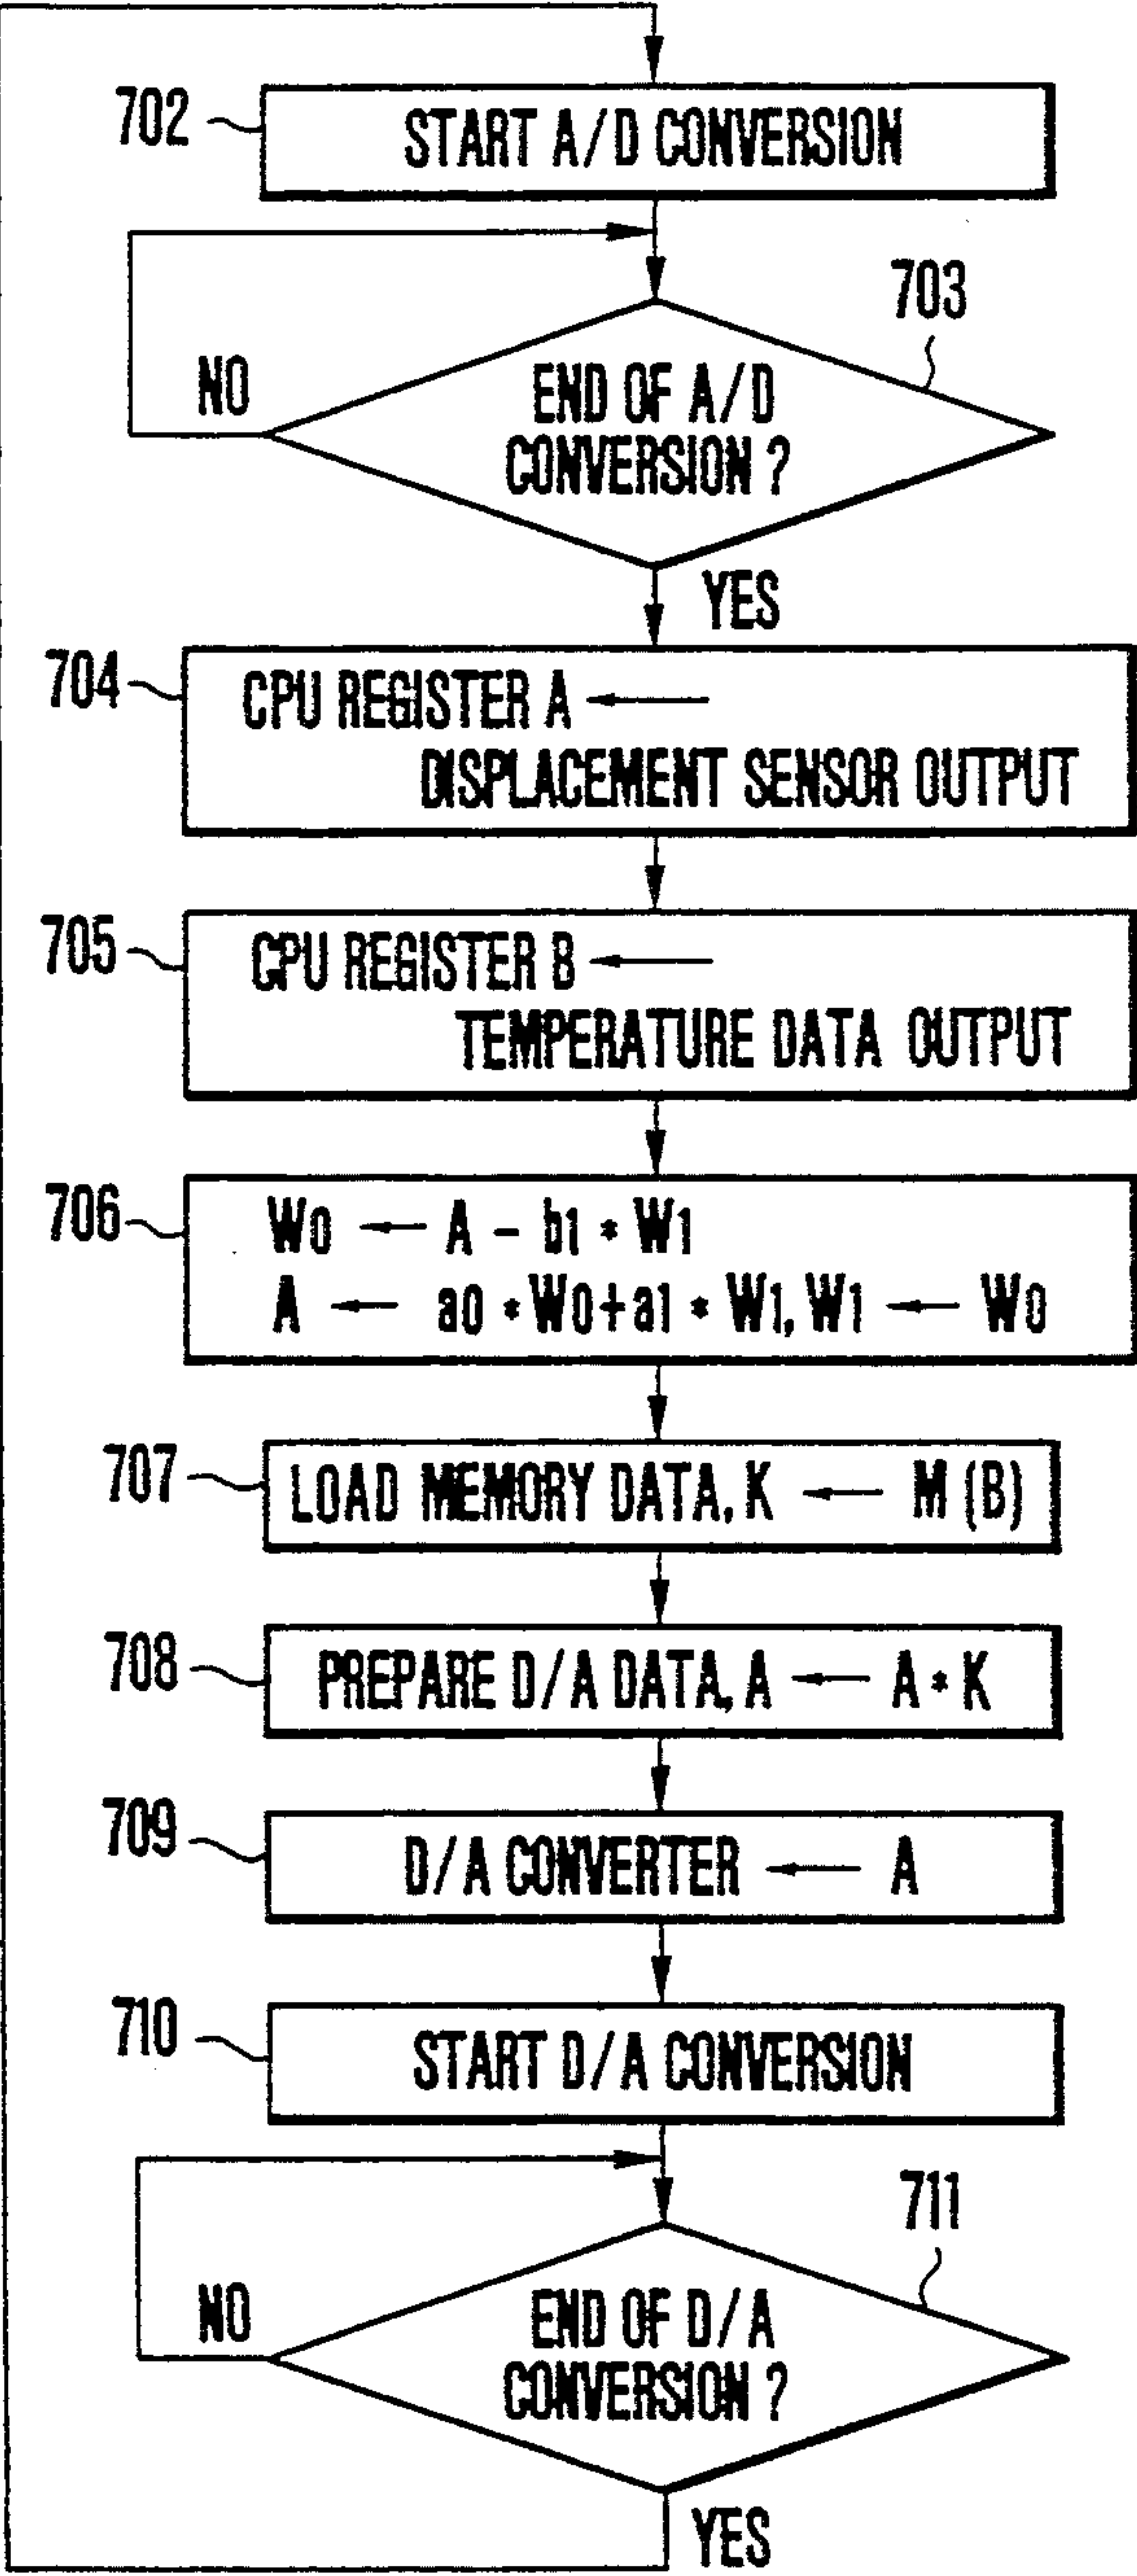 702
START A/D CONVERSION
703
NO
END OF A/D
CONVERSION ?
YES
704
CPU REGISTER A ←
DISPLACEMENT SENSOR OUTPUT
705
CPU REGISTER B ←
TEMPERATURE DATA OUTPUT
706
W0 ← A - b1 * W1
A ← a0 * W0+a1 * W1, W1 ← W0
707
LOAD MEMORY DATA, K ← M (B)
708
PREPARE D/A DATA, A ← A * K
709
D/A CONVERTER ← A
710
START D/A CONVERSION
711
NO
END OF D/A
CONVERSION ?
YES